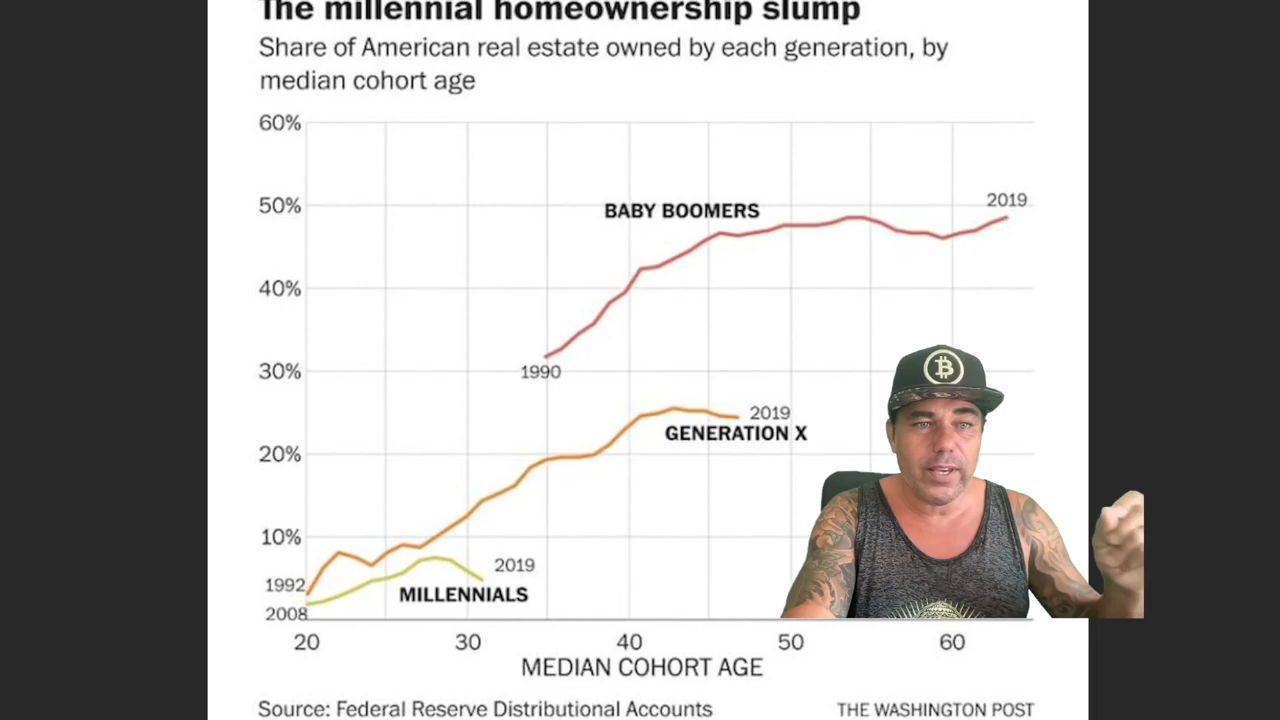 The millennial homeownership slump
Share of American real estate owned by each generation, by
median cohort age
60%
50%
40%
30%
20%
10%
BABY BOOMERS
2019
1990
2019
GENERATION X
1992
2019
MILLENNIALS
2008
20
30
40
50
60
MEDIAN COHORT AGE
Source: Federal Reserve Distributional Accounts
THE WASHINGTON POST